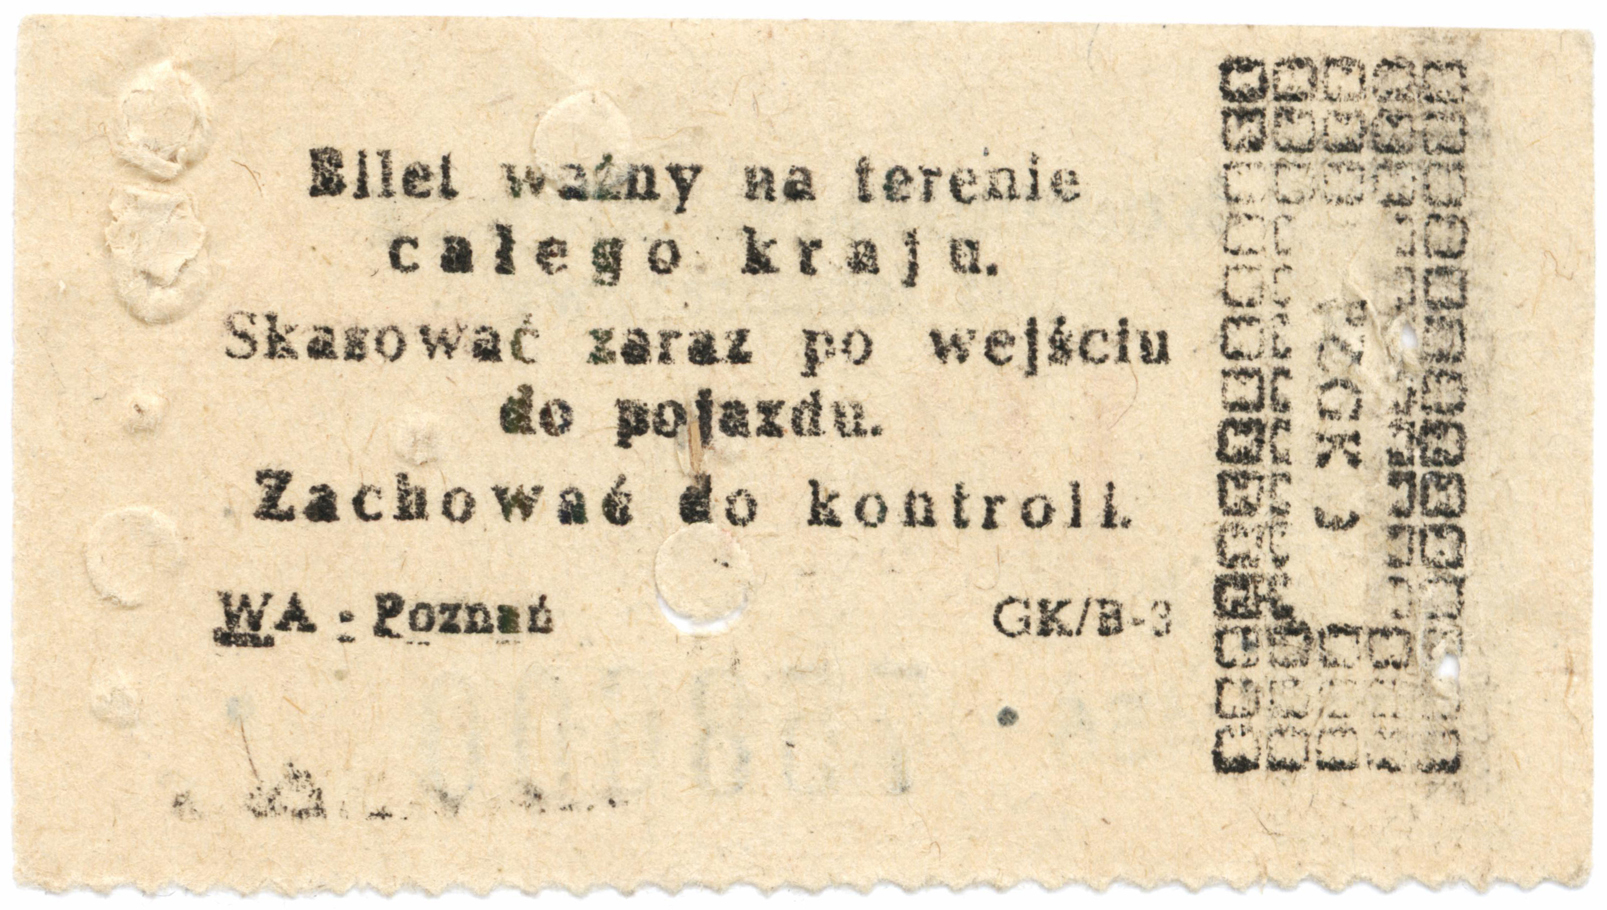 Bilet ważny na terenie
całego kraju.
Skasować zaraz po wejściu
do pojazdu.
Zachować do kontroli.
WA - Poznań GK/B-3
PZGK